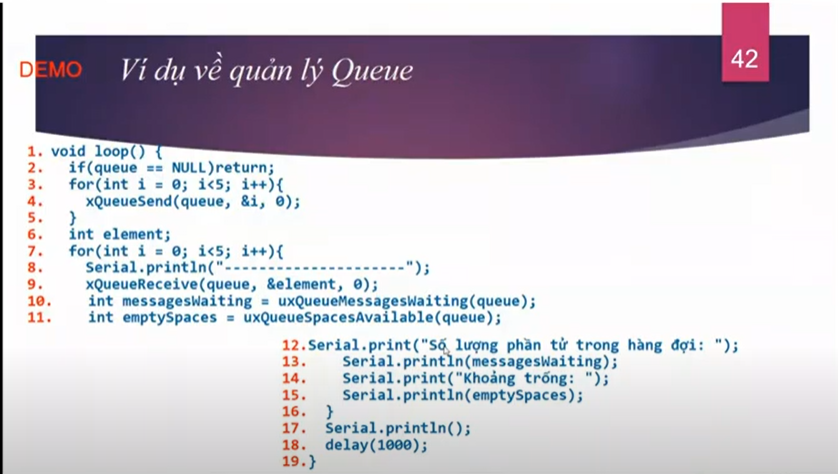 42
DEMO Ví dụ về quản lý Queue
1. void loop() {
2. if(queue == NULL)return;
3. for(int i = 0; i<5; i++){
4. xQueueSend(queue, &i, 0);
5. }
6. int element;
7. for(int i = 0; i<5; i++){
8. Serial.println("---------------------");
9. xQueueReceive(queue, &element, 0);
10. int messagesWaiting = uxQueueMessagesWaiting(queue);
11. int emptySpaces = uxQueueSpacesAvailable(queue);
12.Serial.print("Số lượng phần tử trong hàng đợi: ");
13. Serial.println(messagesWaiting);
14. Serial.print("Khoảng trống: ");
15. Serial.println(emptySpaces);
16. }
17. Serial.println();
18. delay(1000);
19.}